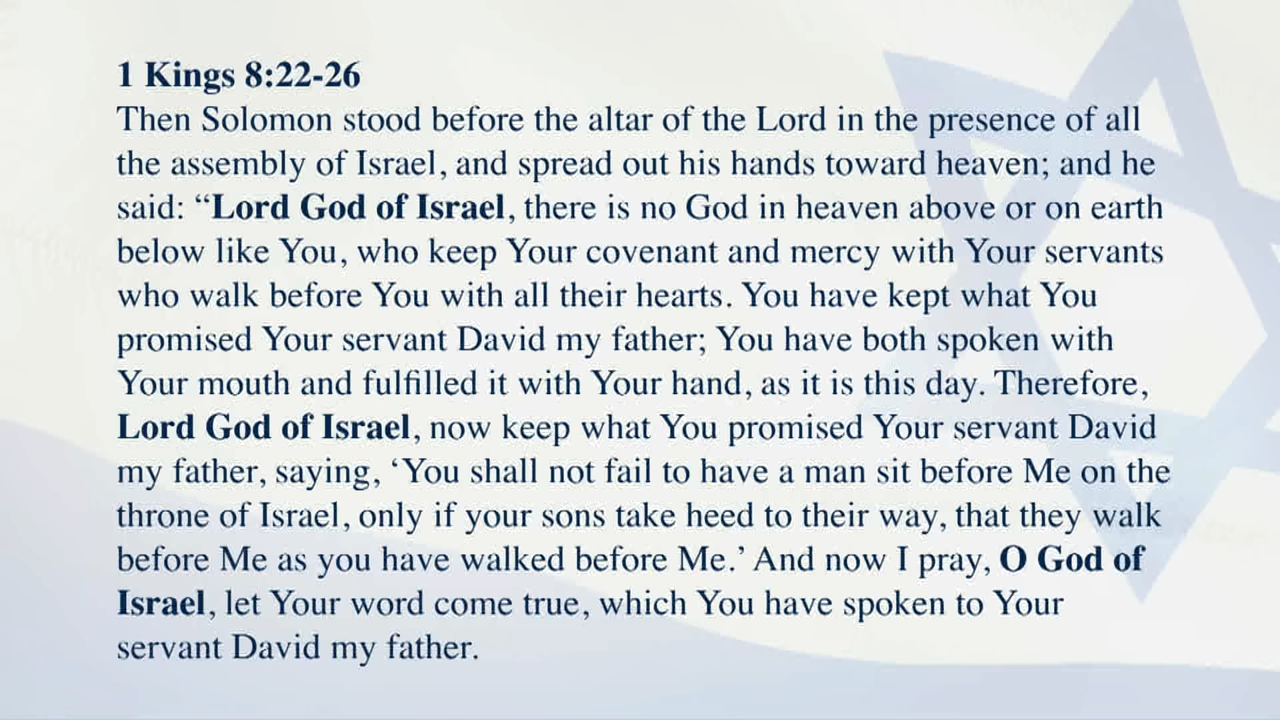 1 Kings 8:22-26
Then Solomon stood before the altar of the Lord in the presence of all
the assembly of Israel, and spread out his hands toward heaven; and he
said: “Lord God of Israel, there is no God in heaven above or on earth
below like You, who keep Your covenant and mercy with Your servants
who walk before You with all their hearts. You have kept what You
promised Your servant David my father; You have both spoken with
Your mouth and fulfilled it with Your hand, as it is this day. Therefore,
Lord God of Israel, now keep what You promised Your servant David
my father, saying, ‘You shall not fail to have a man sit before Me on the
throne of Israel, only if your sons take heed to their way, that they walk
before Me as you have walked before Me.’ And now I pray, O God of
Israel, let Your word come true, which You have spoken to Your
servant David my father.